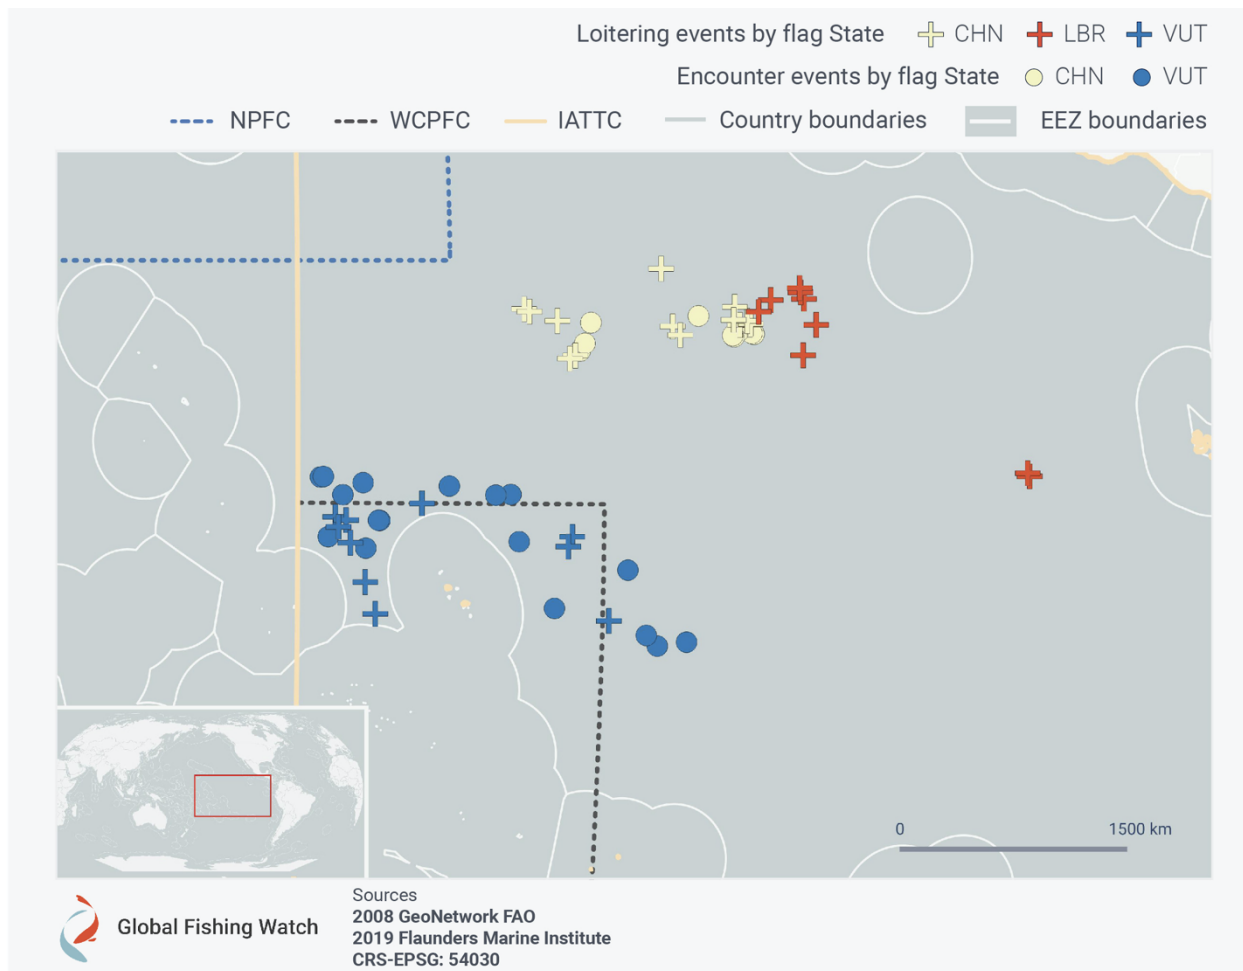 Loitering events by flag State CHN LBR VUT
Encounter events by flag State CHN VUT
NPFC WCPFC IATTC Country boundaries EEZ boundaries
0 1500 km
Global Fishing Watch
Sources
2008 GeoNetwork FAO
2019 Flaunders Marine Institute
CRS-EPSG: 54030